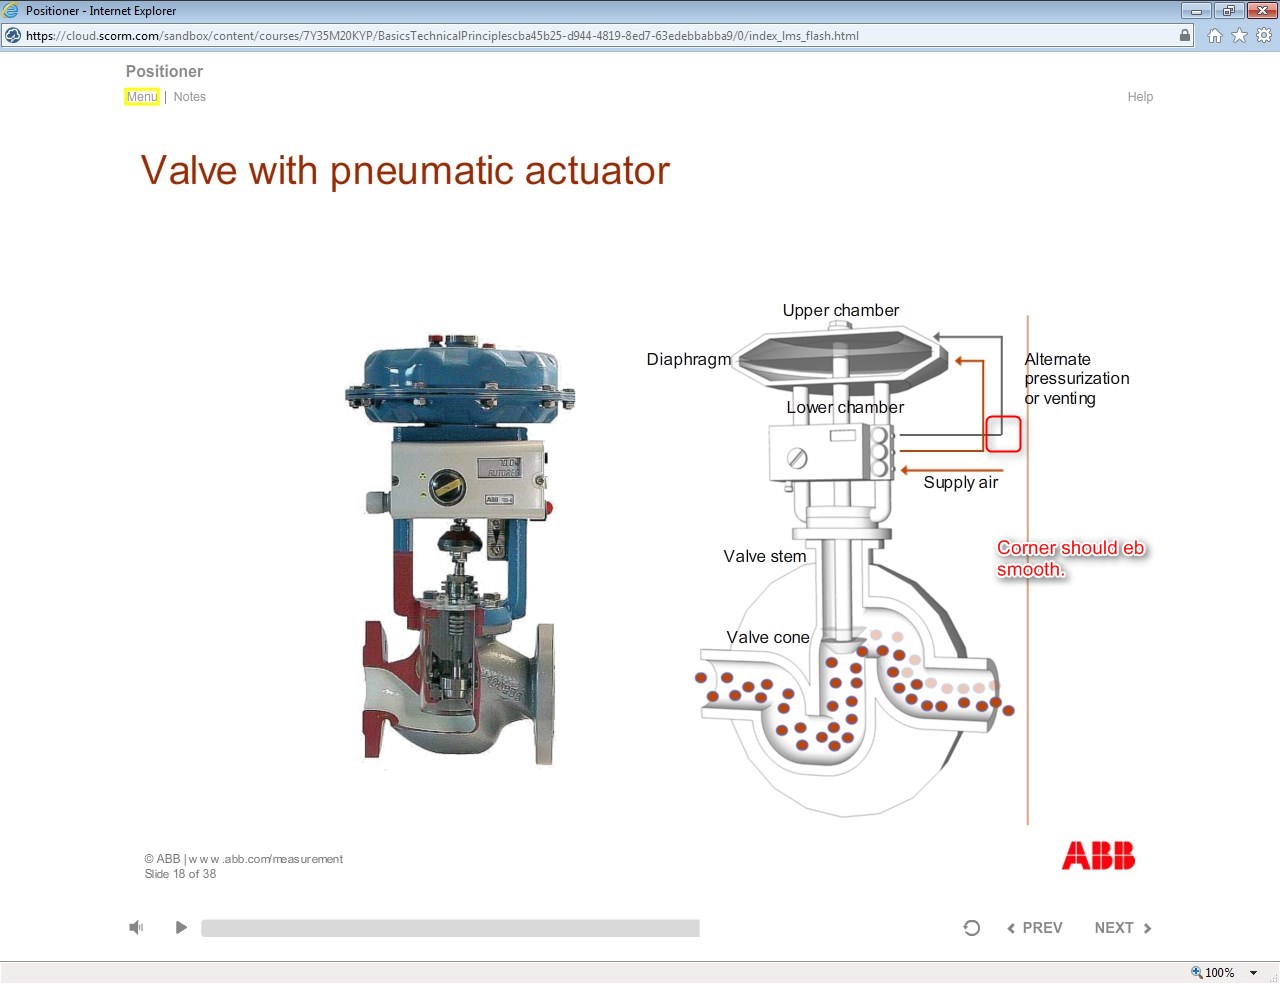 Positioner - Internet Explorer
https://cloud.scorm.com/sandbox/content/courses/7Y35M20KYP/BasicsTechnicalPrinciplescba45b25-d944-4819-8ed7-63edebbabba9/0/index_lms_flash.html
Positioner
Menu | Notes
Help
Valve with pneumatic actuator
Upper chamber
Diaphragm
Alternate
pressurization
or venting
Lower chamber
Supply air
Corner should eb
smooth.
Valve stem
Valve cone
ABB
© ABB | www.abb.com/measurement
Slide 18 of 38
ABB
PREV
NEXT
100%